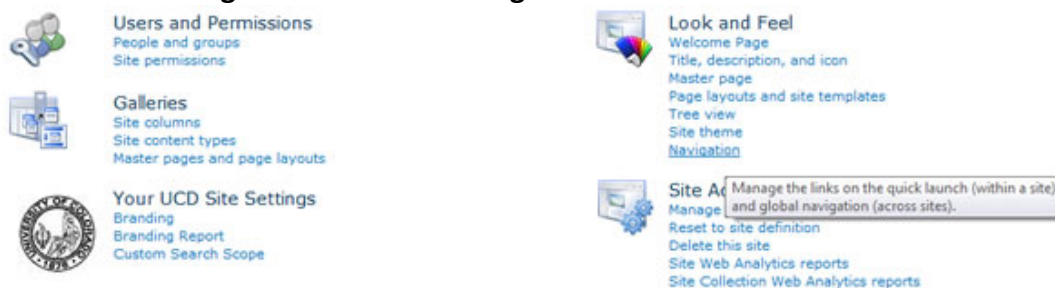 Users and Permissions
People and groups
Site permissions
Galleries
Site columns
Site content types
Master pages and page layouts
Your UCD Site Settings
Branding
Branding Report
Custom Search Scope
Look and Feel
Welcome Page
Title, description, and icon
Master page
Page layouts and site templates
Tree view
Site theme
Navigation
Site
Manage the links on the quick launch (within a site)
and global navigation (across sites).
Manage
Reset to site definition
Delete this site
Site Web Analytics reports
Site Collection Web Analytics reports